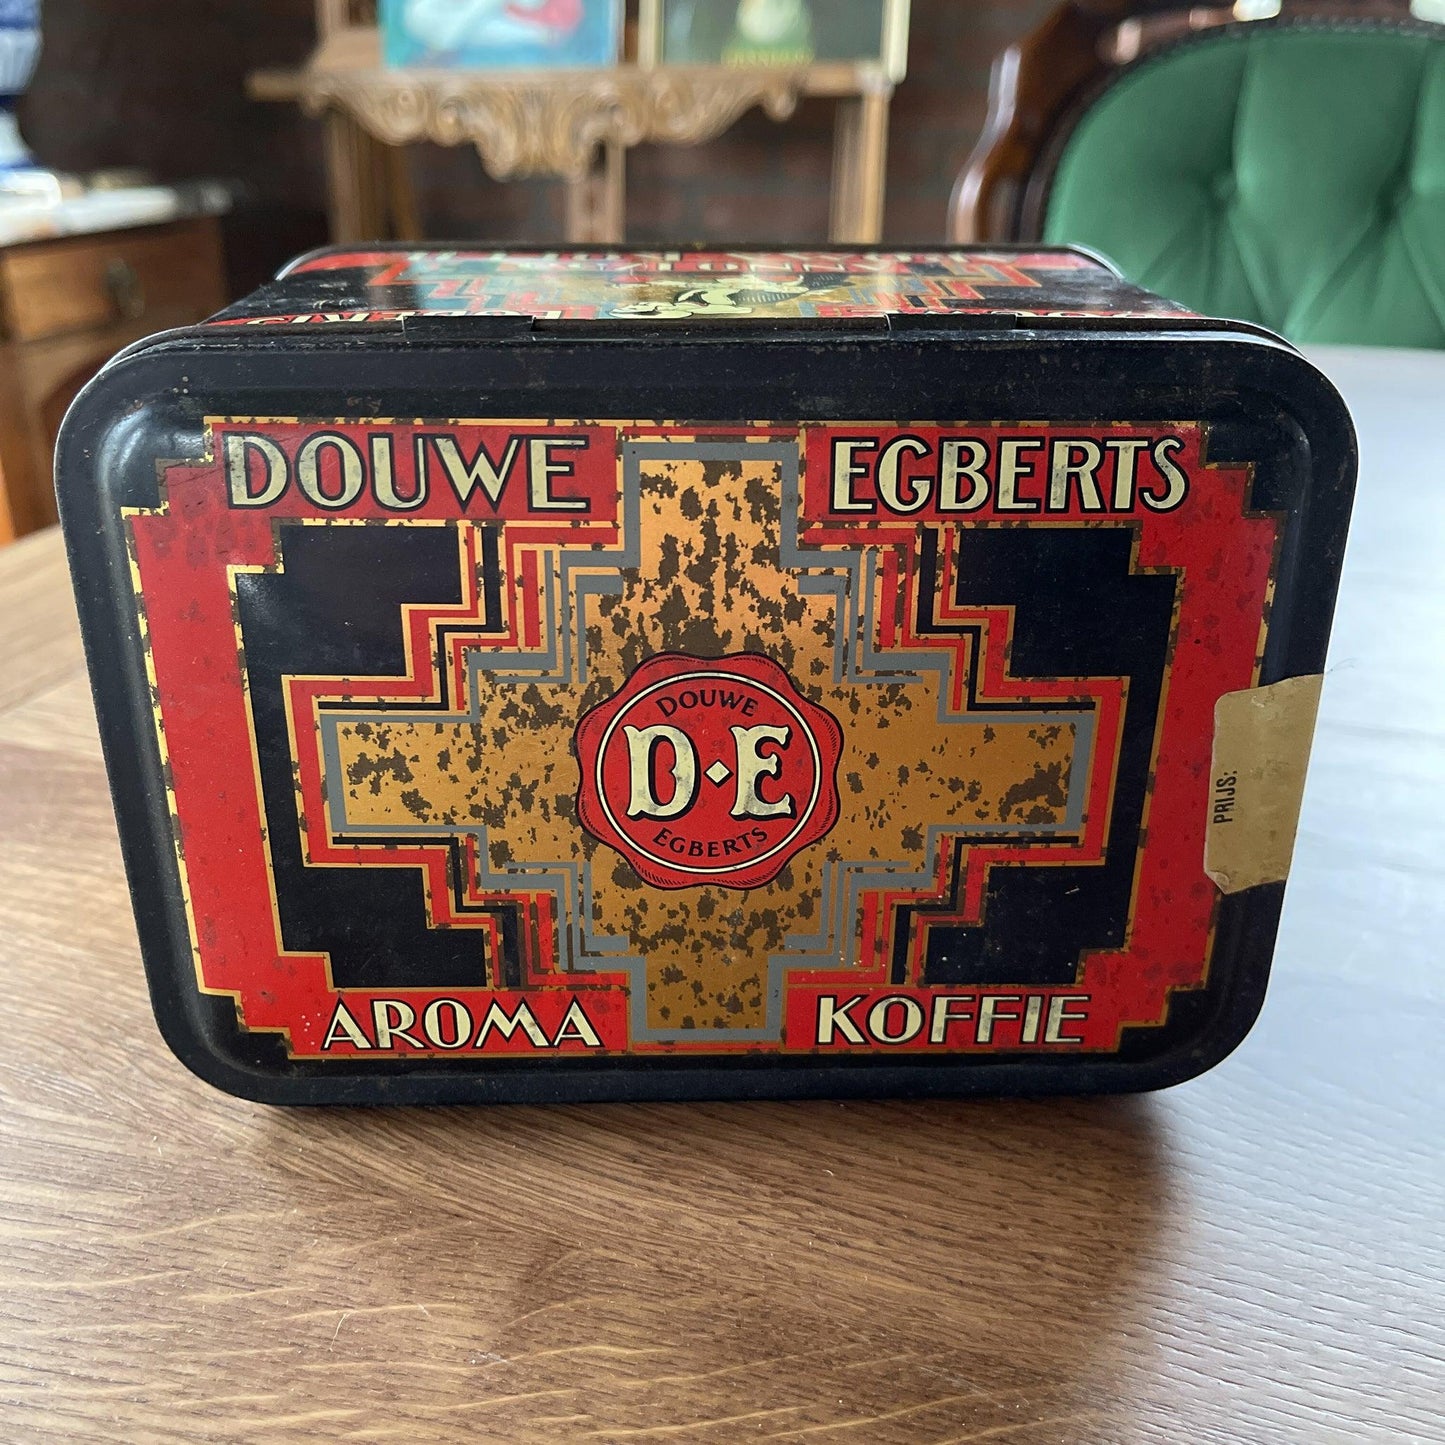 DOUWE EGBERTS
DOUWE
D·E
EGBERTS
PRIJS:
AROMA KOFFIE